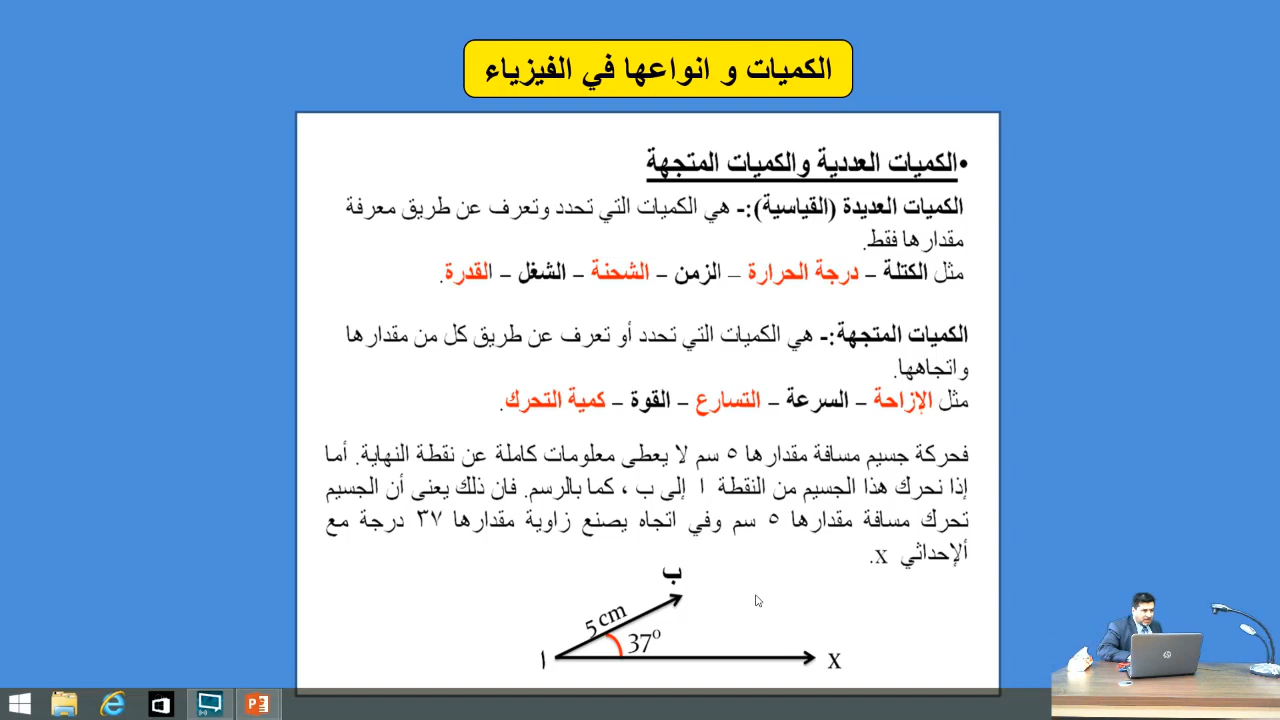 الكميات و انواعها في الفيزياء
•الكميات العددية والكميات المتجهة
الكميات العديدة (القياسية):- هي الكميات التي تحدد وتعرف عن طريق معرفة
مقدارها فقط.
مثل الكتلة – درجة الحرارة – الزمن – الشحنة – الشغل – القدرة.
الكميات المتجهة:- هي الكميات التي تحدد أو تعرف عن طريق كل من مقدارها
واتجاهها.
مثل الإزاحة – السرعة – التسارع – القوة – كمية التحرك.
فحركة جسيم مسافة مقدارها ٥ سم لا يعطى معلومات كاملة عن نقطة النهاية. أما
إذا نحرك هذا الجسيم من النقطة ا إلى ب ، كما بالرسم. فان ذلك يعنى أن الجسيم
تحرك مسافة مقدارها ٥ سم وفي اتجاه يصنع زاوية مقدارها ٣٧ درجة مع
ألإحداثي x.
ب
5 cm
37º
ا
x